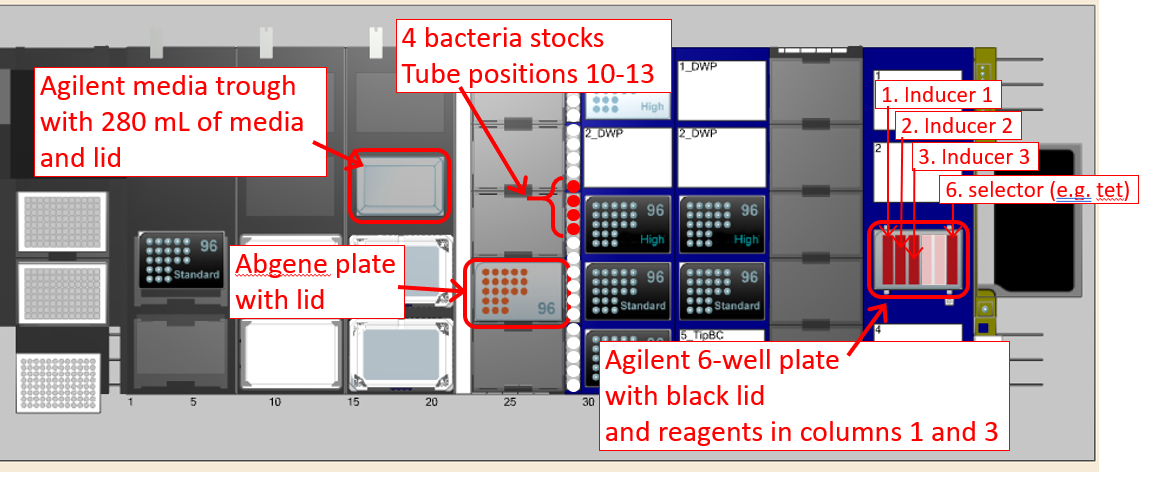 4 bacteria stocks
Tube positions 10-13
Agilent media trough
with 280 mL of media
and lid
1_DWP
High
1
1. Inducer 1
2. Inducer 2
2_DWP
2_DWP
2
3. Inducer 3
6. selector (e.g. tet)
96
High
96
High
96
Standard
Abgene plate
with lid
96
96
Standard
96
Standard
5_TipBC
4
Agilent 6-well plate
with black lid
and reagents in columns 1 and 3
1
5
10
15
20
25
30